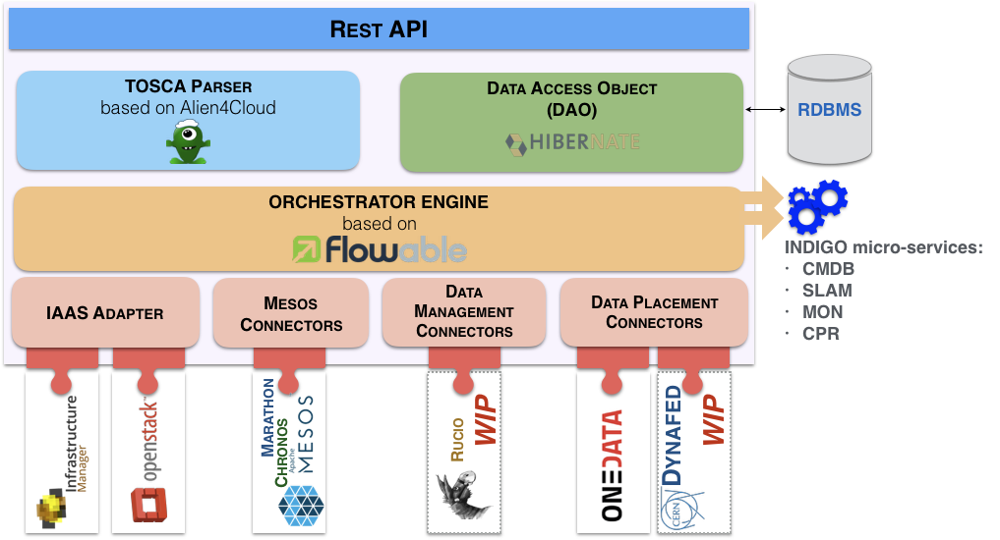 REST API
TOSCA PARSER
based on Alien4Cloud
DATA ACCESS OBJECT
(DAO)
HIBERNATE
RDBMS
ORCHESTRATOR ENGINE
based on
flowable
INDIGO micro-services:
· CMDB
· SLAM
· MON
· CPR
IAAS ADAPTER
MESOS
CONNECTORS
DATA
MANAGEMENT
CONNECTORS
DATA PLACEMENT
CONNECTORS
Infrastructure
Manager
openstack™
MARATHON
CHRONOS
Apache
MESOS
RUCIO
WIP
ONEDATA
DYNAFED
CERN
WIP